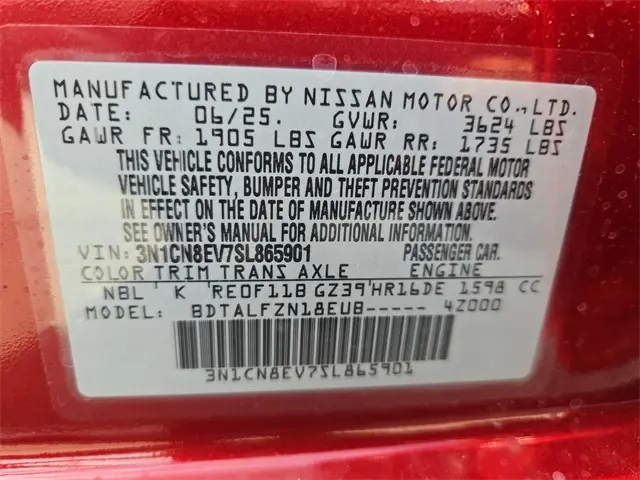 MANUFACTURED BY NISSAN MOTOR CO.,LTD.
DATE: 06/25. GVWR: 3624 LBS
GAWR FR: 1905 LBS GAWR RR: 1735 LBS
THIS VEHICLE CONFORMS TO ALL APPLICABLE FEDERAL MOTOR
VEHICLE SAFETY, BUMPER AND THEFT PREVENTION STANDARDS
IN EFFECT ON THE DATE OF MANUFACTURE SHOWN ABOVE.
SEE OWNER'S MANUAL FOR ADDITIONAL INFORMATION.
VIN: 3N1CN8EV7SL865901 PASSENGER CAR.
COLOR TRIM TRANS AXLE ENGINE
NBL ' K 'RE0F11B GZ39'HR16DE 1598 CC
MODEL: BDTALFZN18EUB----- 4Z000
3N1CN8EV7SL865901